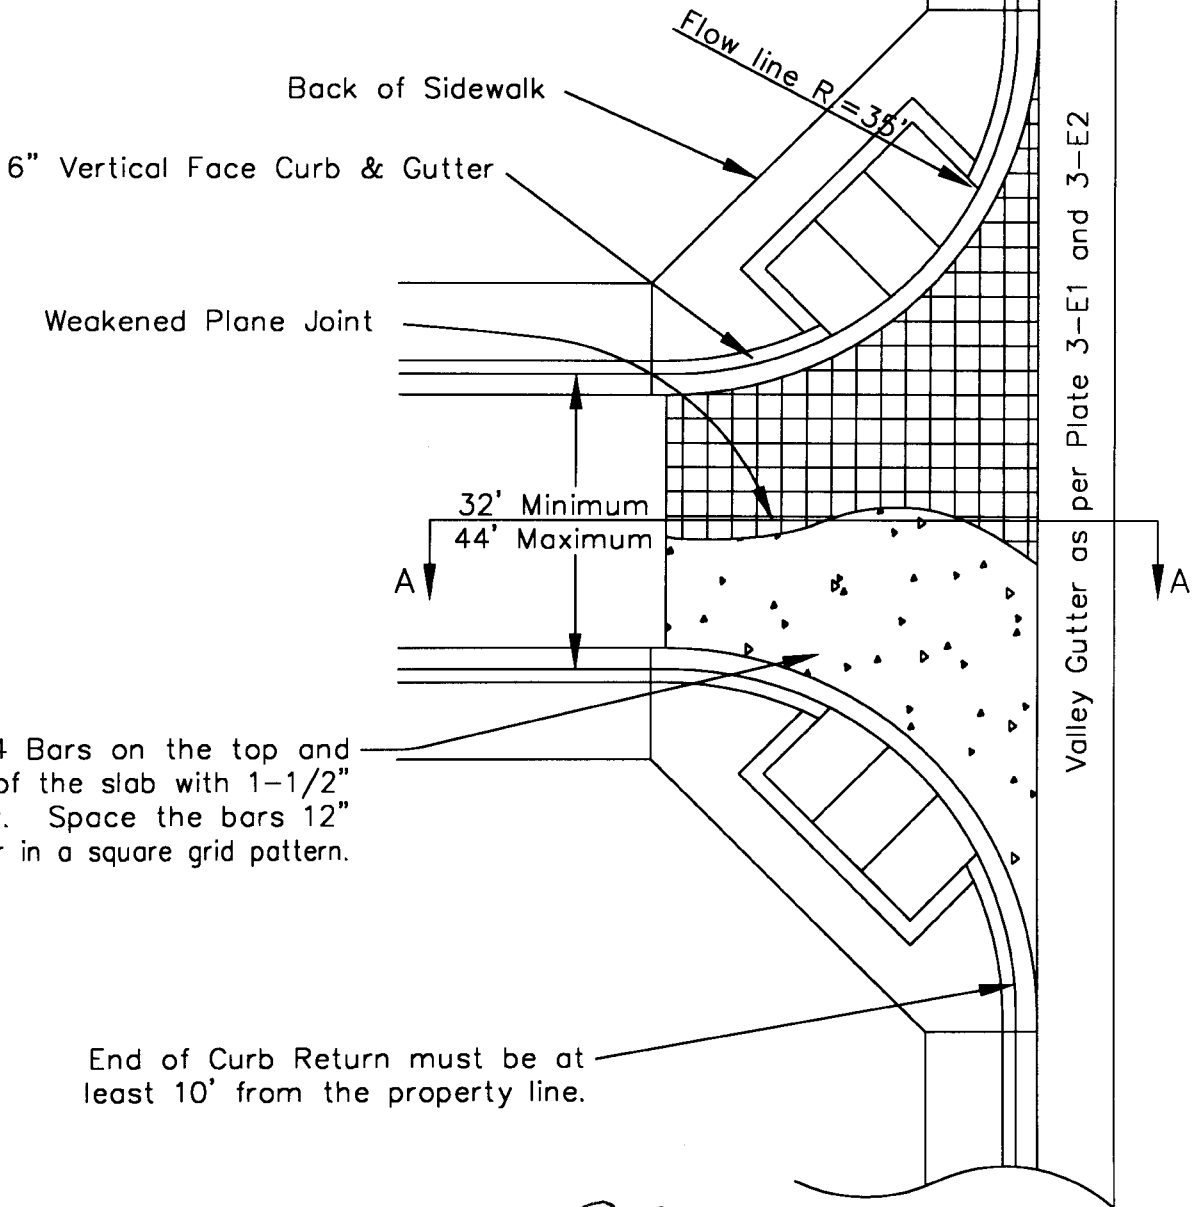 Flow line R=35'
Back of Sidewalk
6" Vertical Face Curb & Gutter
Weakened Plane Joint
32' Minimum
44' Maximum
A
A
Valley Gutter as per Plate 3-E1 and 3-E2
4 Bars on the top and
of the slab with 1-1/2"
Space the bars 12"
in a square grid pattern.
End of Curb Return must be at
least 10' from the property line.